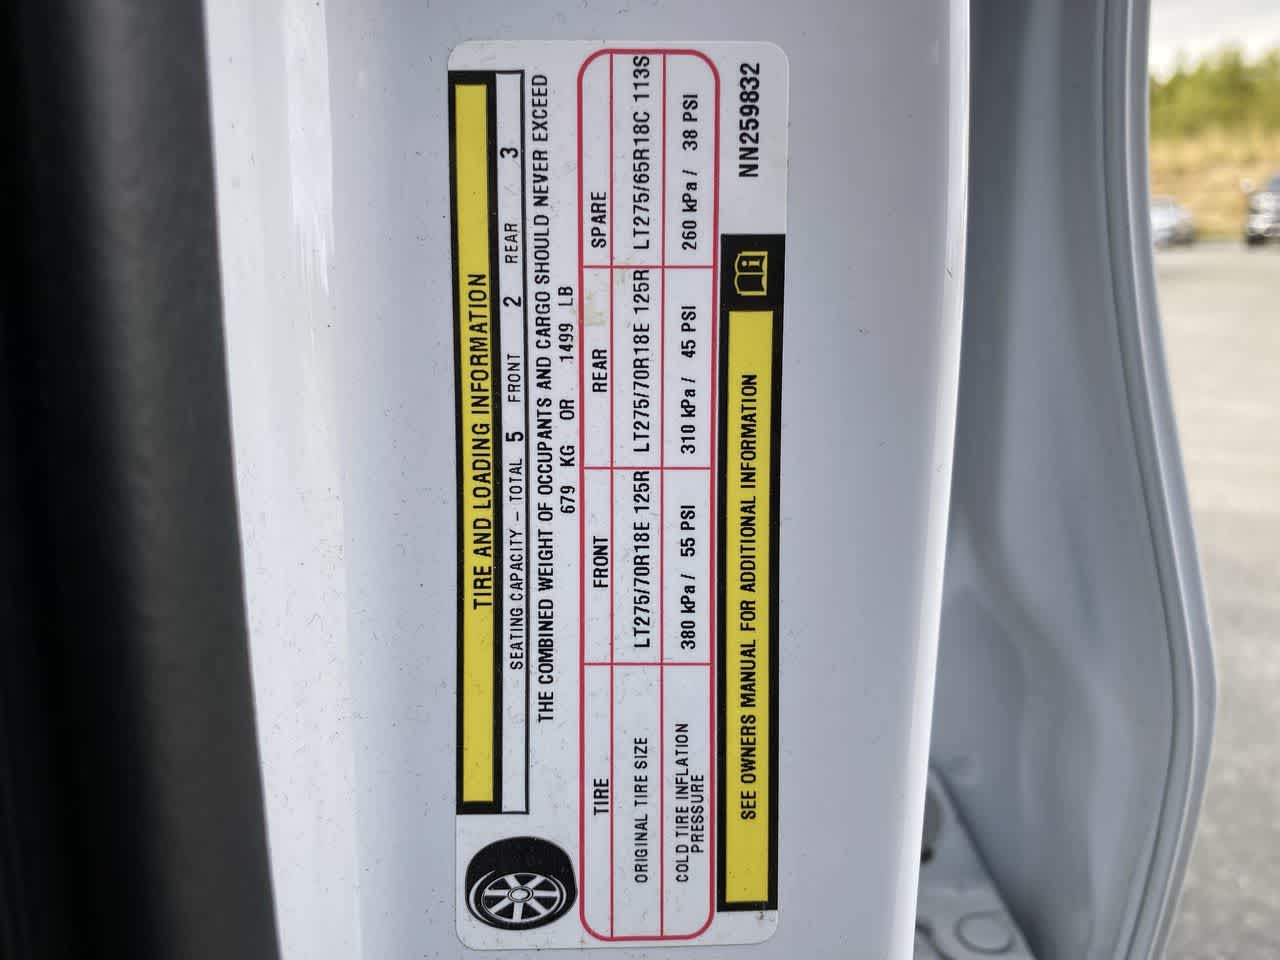 TIRE AND LOADING INFORMATION
SEATING CAPACITY – TOTAL 5 FRONT 2 REAR 3
THE COMBINED WEIGHT OF OCCUPANTS AND CARGO SHOULD NEVER EXCEED
679 KG OR 1499 LB
TIRE FRONT REAR SPARE
ORIGINAL TIRE SIZE LT275/70R18E 125R LT275/70R18E 125R LT275/65R18C 113S
COLD TIRE INFLATION PRESSURE 380 kPa / 55 PSI 310 kPa / 45 PSI 260 kPa / 38 PSI
SEE OWNERS MANUAL FOR ADDITIONAL INFORMATION
NN259832